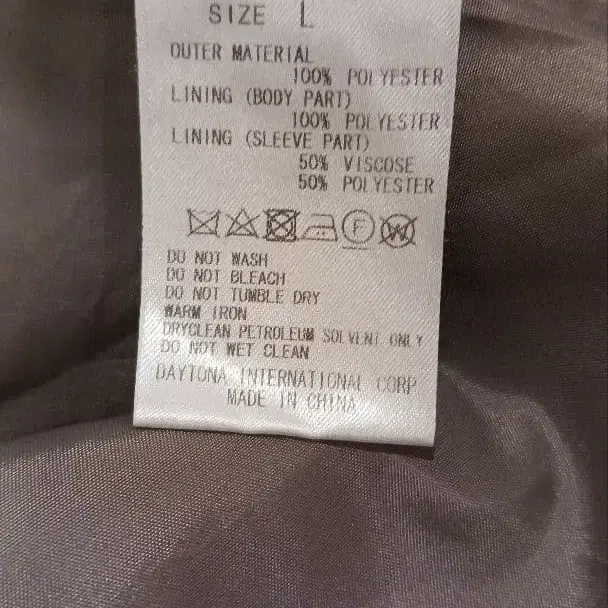 SIZE L
OUTER MATERIAL
100% POLYESTER
LINING (BODY PART)
100% POLYESTER
LINING (SLEEVE PART)
50% VISCOSE
50% POLYESTER
F W
DO NOT WASH
DO NOT BLEACH
DO NOT TUMBLE DRY
WARM IRON
DRYCLEAN PETROLEUM SOLVENT ONLY
DO NOT WET CLEAN
DAYTONA INTERNATIONAL CORP
MADE IN CHINA